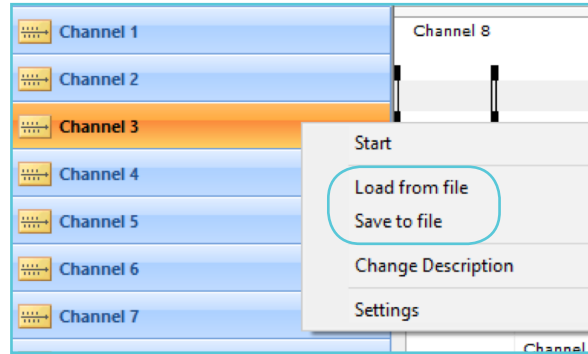 Channel 1
Channel 2
Channel 3
Channel 4
Channel 5
Channel 6
Channel 7
Channel 8
Start
Load from file
Save to file
Change Description
Settings
Channel